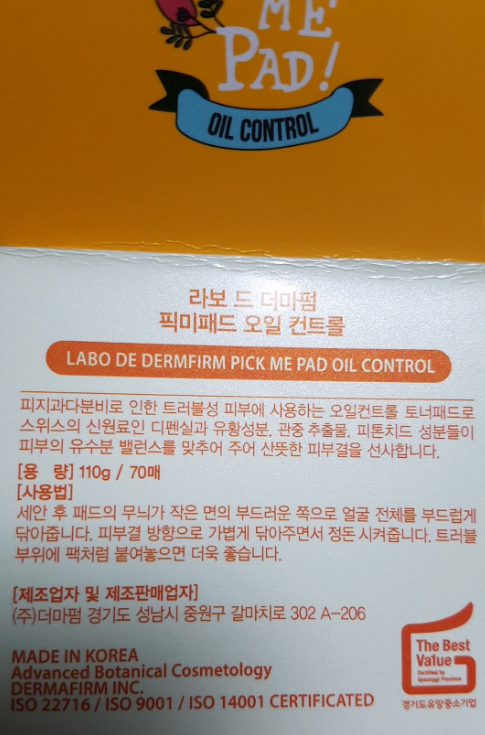 ME
PAD!
OIL CONTROL
라보 드 더마펌
픽미패드 오일 컨트롤
LABO DE DERMFIRM PICK ME PAD OIL CONTROL
피지과다분비로 인한 트러블성 피부에 사용하는 오일컨트롤 토너패드로
스위스의 신원료인 디펜실과 유황성분, 관중 추출물, 피톤치드 성분들이
피부의 유수분 밸런스를 맞추어 주어 산뜻한 피부결을 선사합니다.
[용 량] 110g / 70매
[사용법]
세안 후 패드의 무늬가 작은 면의 부드러운 쪽으로 얼굴 전체를 부드럽게
닦아줍니다. 피부결 방향으로 가볍게 닦아주면서 정돈 시켜줍니다. 트러블
부위에 팩처럼 붙여놓으면 더욱 좋습니다.
[제조업자 및 제조판매업자]
(주)더마펌 경기도 성남시 중원구 갈마치로 302 A-206
MADE IN KOREA
Advanced Botanical Cosmetology
DERMAFIRM INC.
ISO 22716 / ISO 9001 / ISO 14001 CERTIFICATED
The Best
Value
Certified by
Gyeonggi Province
경기도유망중소기업